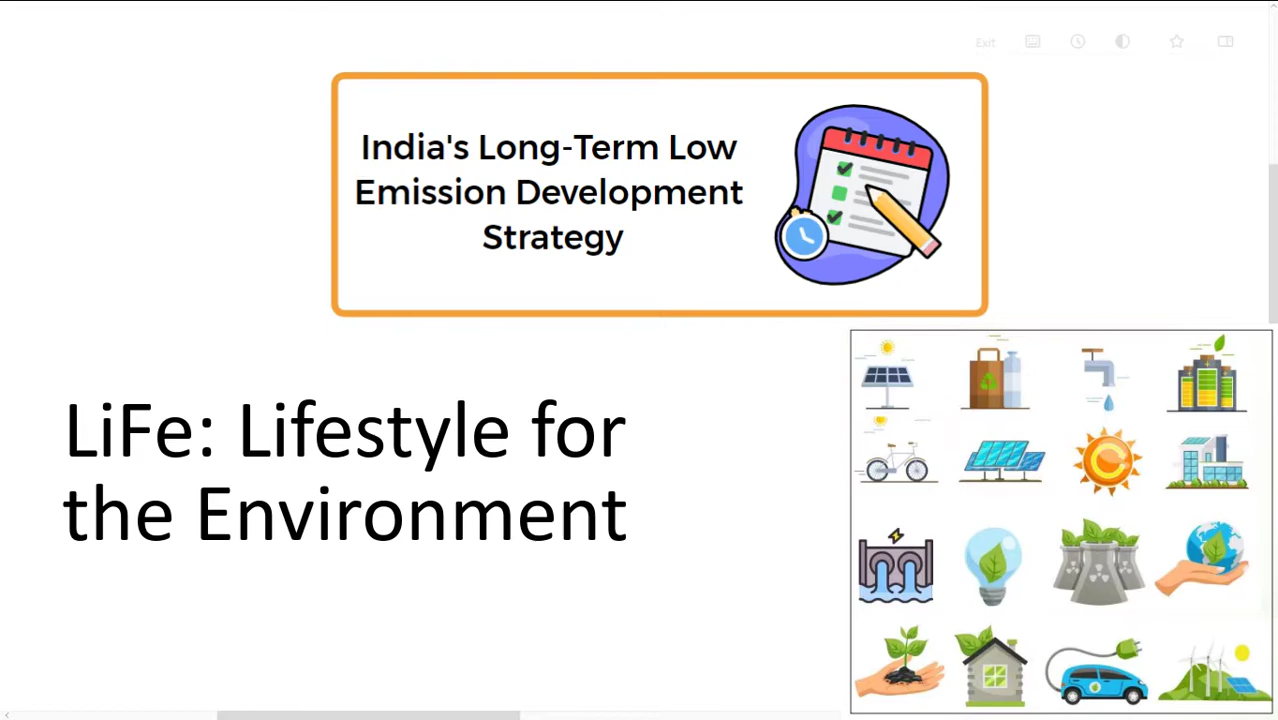 Exit
India's Long-Term Low
Emission Development
Strategy
LiFe: Lifestyle for
the Environment